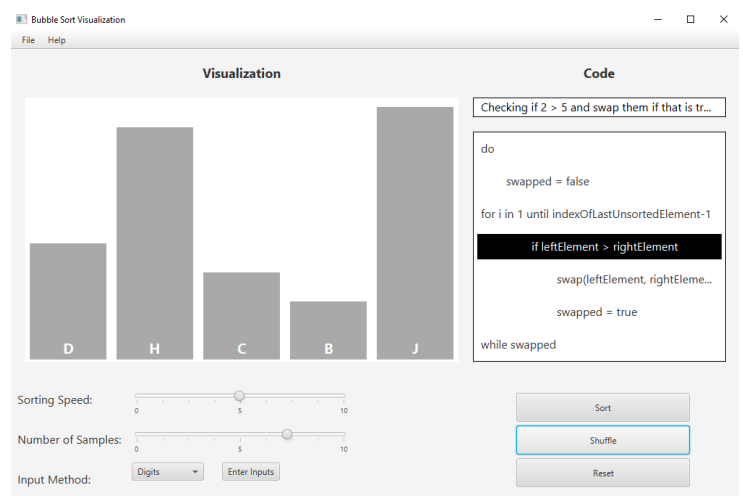 Bubble Sort Visualization
File Help
Visualization
D H C B J
Code
Checking if 2 > 5 and swap them if that is tr...
do
swapped = false
for i in 1 until indexOfLastUnsortedElement-1
if leftElement > rightElement
swap(leftElement, rightEleme...
swapped = true
while swapped
Sorting Speed:
0 5 10
Number of Samples:
0 5 10
Input Method:
Digits
Enter Inputs
Sort
Shuffle
Reset